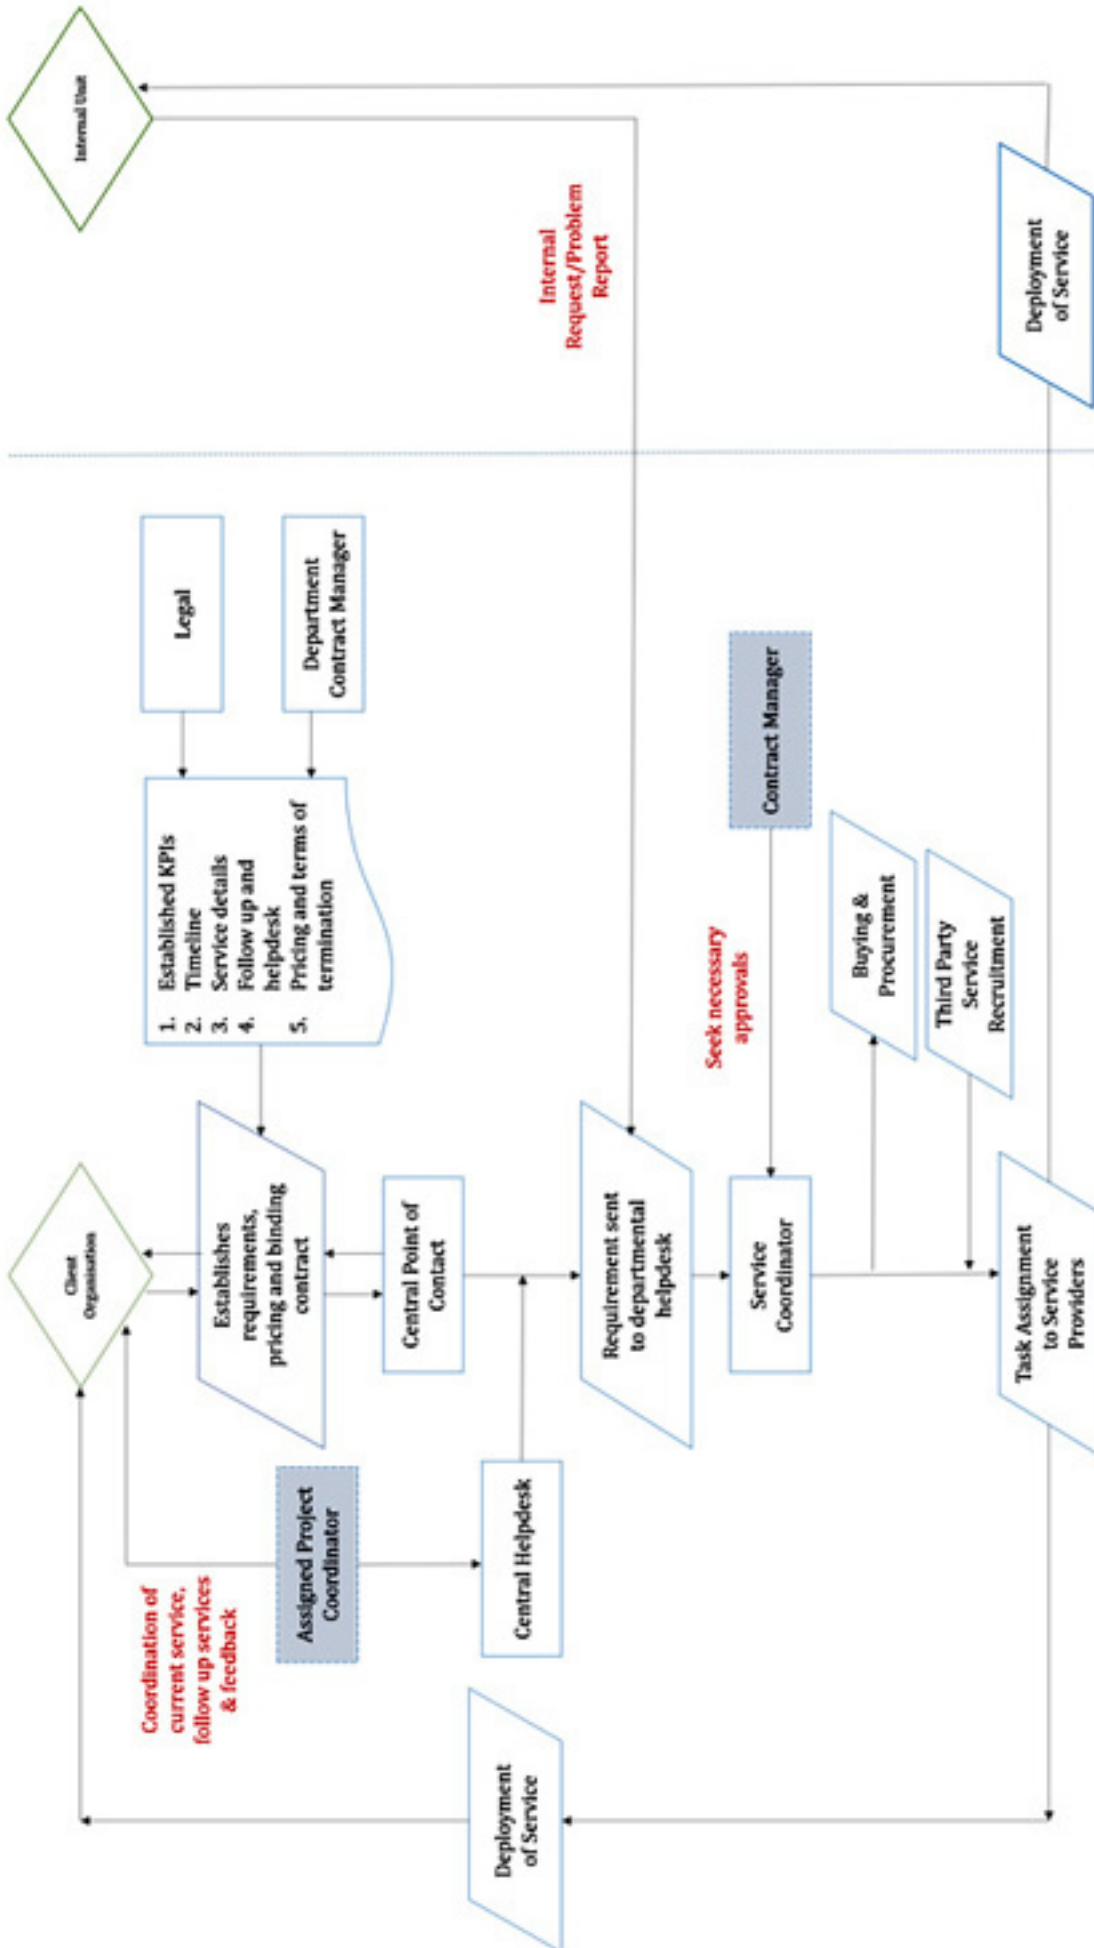 Client
Organisation
Internal Unit
Coordination of
current service,
follow up services
& feedback
Establishes
requirements,
pricing and binding
contract
1. Established KPIs
2. Timeline
3. Service details
4. Follow up and
helpdesk
5. Pricing and terms of
termination
Legal
Department
Contract Manager
Assigned Project
Coordinator
Central Point of
Contact
Central Helpdesk
Deployment
of Service
Internal
Request/Problem
Report
Requirement sent
to departmental
helpdesk
Seek necessary
approvals
Contract Manager
Service
Coordinator
Buying &
Procurement
Third Party
Service
Recruitment
Task Assignment
to Service
Providers
Deployment
of Service